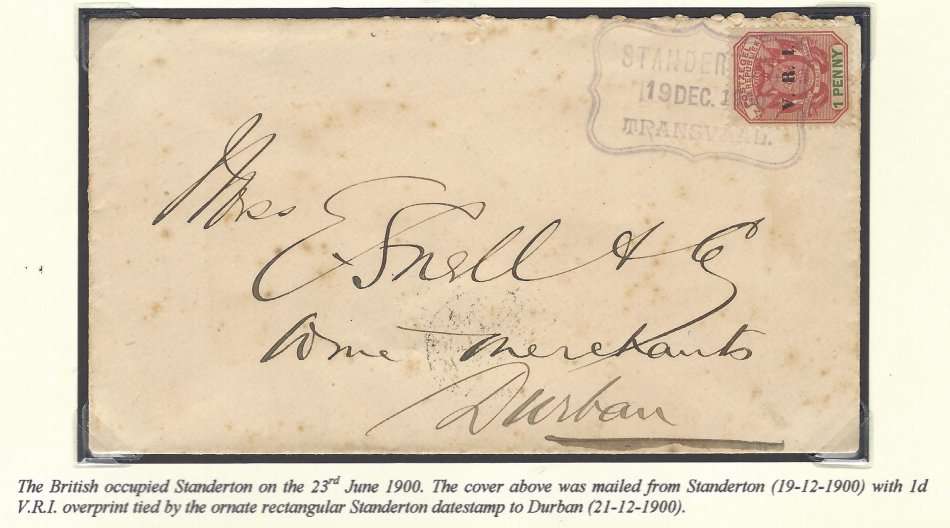 STANDER
19 DEC. 1
TRANSVAAL.
POSTZEGEL
V. R. I.
1 PENNY
Mess
E Snell & Co
Wine merchants
Durban
The British occupied Standerton on the 23rd June 1900. The cover above was mailed from Standerton (19-12-1900) with 1d
V.R.I. overprint tied by the ornate rectangular Standerton datestamp to Durban (21-12-1900).